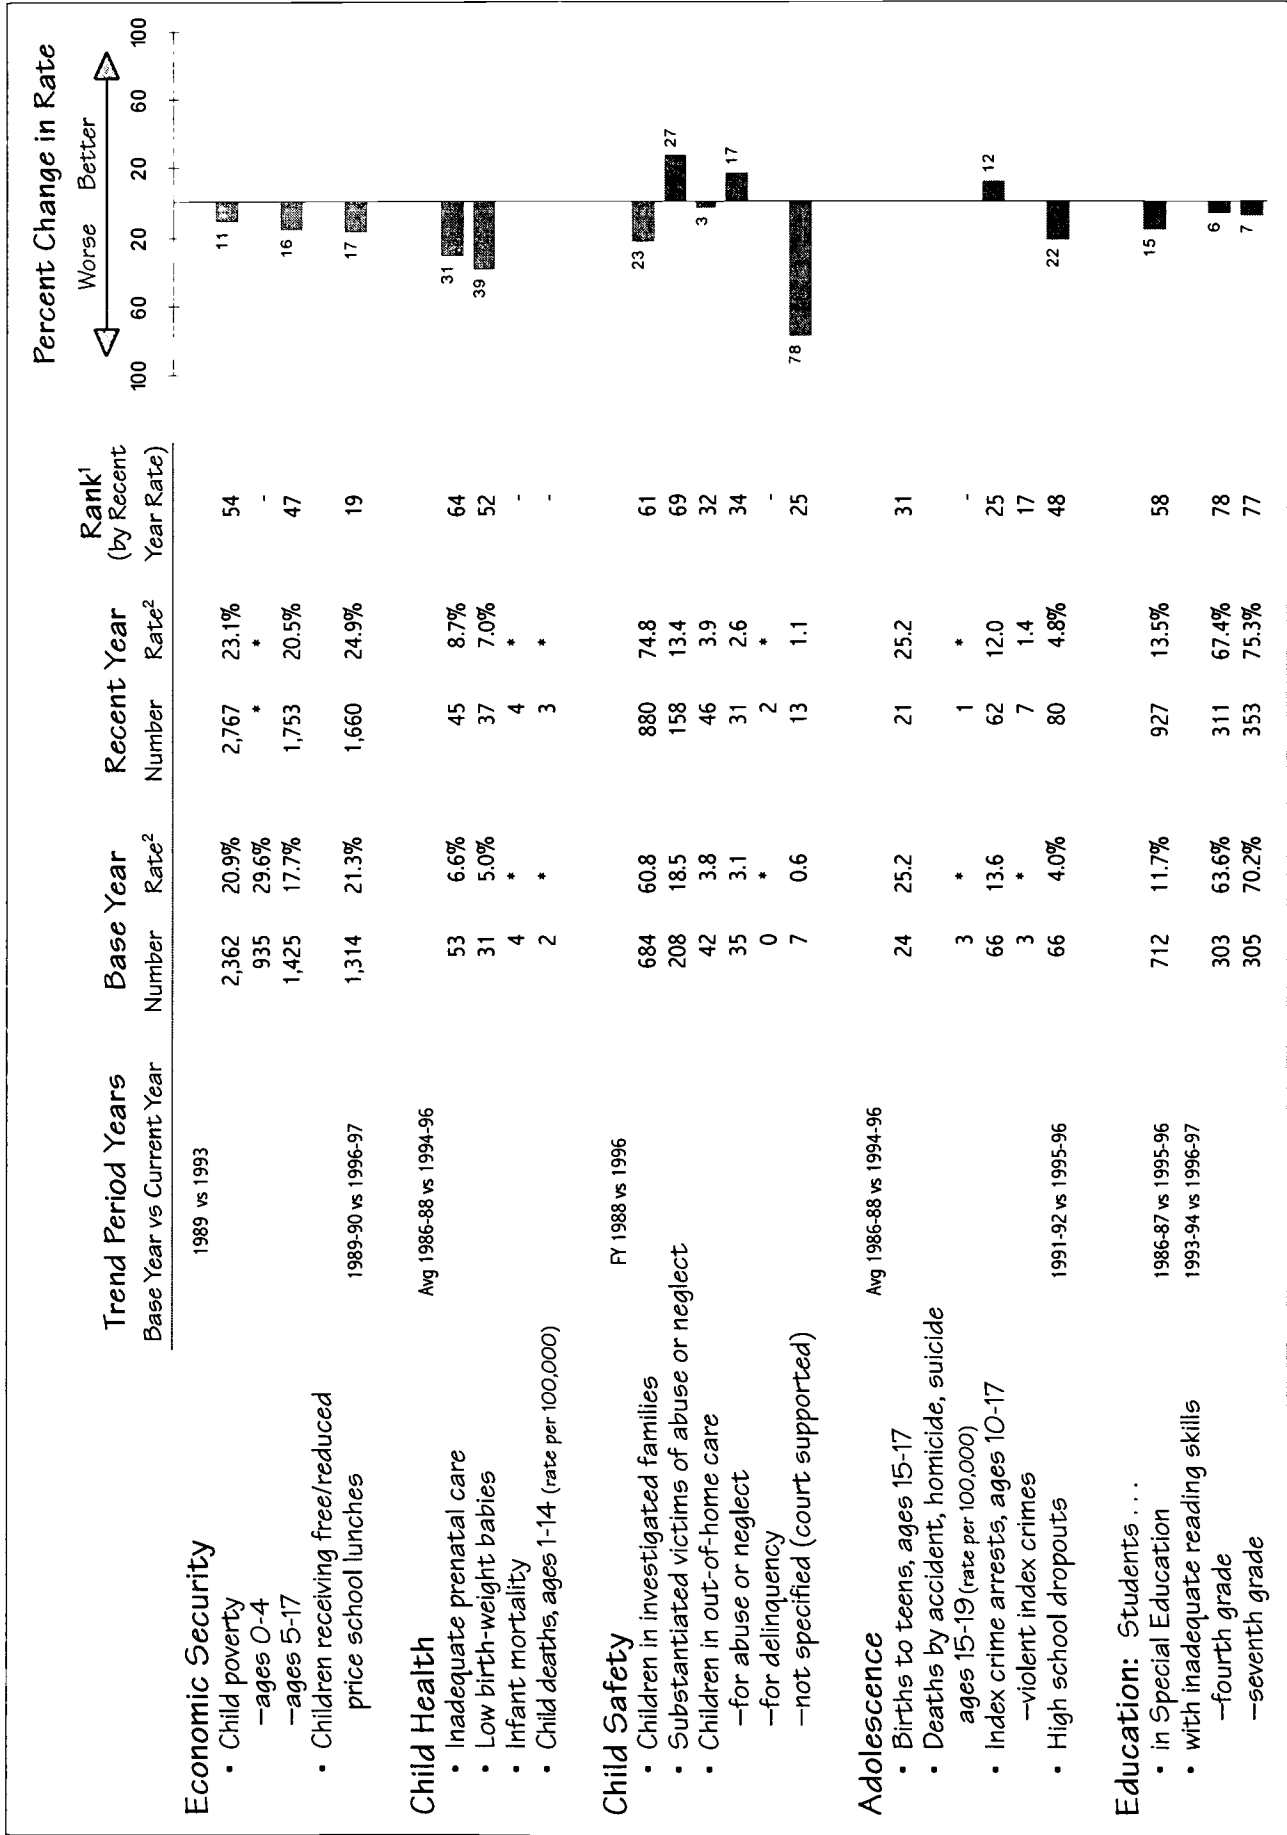 Percent Change in Rate
Worse Better
100 60 20 20 60 100
Trend Period Years Base Year Recent Year Rank¹
(by Recent
Base Year vs Current Year Number Rate² Number Rate² Year Rate)
Economic Security
1989 vs 1993
• Child poverty 2,362 20.9% 2,767 23.1% 54 11
–ages 0-4 935 29.6% * * -
–ages 5-17 1,425 17.7% 1,753 20.5% 47 16
• Children receiving free/reduced
price school lunches 1989-90 vs 1996-97 1,314 21.3% 1,660 24.9% 19 17
Child Health
Avg 1986-88 vs 1994-96
• Inadequate prenatal care 53 6.6% 45 8.7% 64 31
• Low birth-weight babies 31 5.0% 37 7.0% 52 39
• Infant mortality 4 * 4 * -
• Child deaths, ages 1-14 (rate per 100,000) 2 * 3 * -
Child Safety
FY 1988 vs 1996
• Children in investigated families 684 60.8 880 74.8 61 23
• Substantiated victims of abuse or neglect 208 18.5 158 13.4 69 27
• Children in out-of-home care 42 3.8 46 3.9 32 3
–for abuse or neglect 35 3.1 31 2.6 34 17
–for delinquency 0 * 2 * -
–not specified (court supported) 7 0.6 13 1.1 25 78
Adolescence
Avg 1986-88 vs 1994-96
• Births to teens, ages 15-17 24 25.2 21 25.2 31
• Deaths by accident, homicide, suicide
ages 15-19 (rate per 100,000) 3 * 1 * -
• Index crime arrests, ages 10-17 66 13.6 62 12.0 25 12
–violent index crimes 3 * 7 1.4 17
• High school dropouts 1991-92 vs 1995-96 66 4.0% 80 4.8% 48 22
Education: Students . . .
• in Special Education 1986-87 vs 1995-96 712 11.7% 927 13.5% 58 15
• with inadequate reading skills 1993-94 vs 1996-97
–fourth grade 303 63.6% 311 67.4% 78 6
–seventh grade 305 70.2% 353 75.3% 77 7